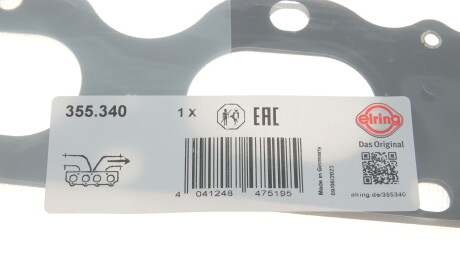 355.340
1 X
EAC
elring
Das Original
Made in Germany
4 041248 475195
elring.de/355340